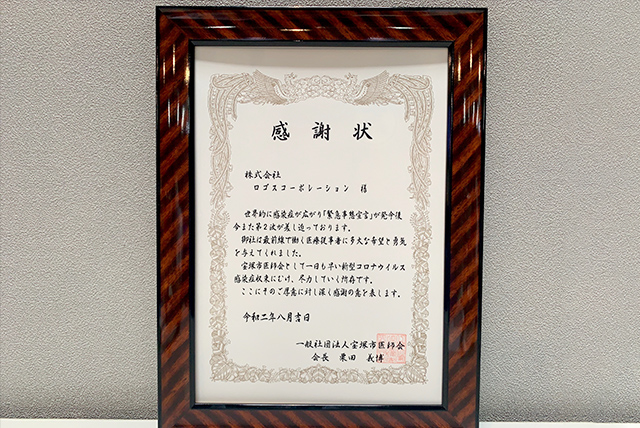 感謝状
株式会社
ロゴスコーポレーション 様
世界的に感染症が広がり「緊急事態宣言」が発令後
今また第2波が差し迫っております。
御社は最前線で働く医療従事者に多大な希望と勇気
を与えてくれました。
宝塚市医師会として一日も早い新型コロナウイルス
感染症収束にむけ、尽力していく所存です。
ここにそのご厚意に対し深く感謝の意を表します。
令和二年八月吉日
一般社団法人宝塚市医師会
会長 栗田 義博